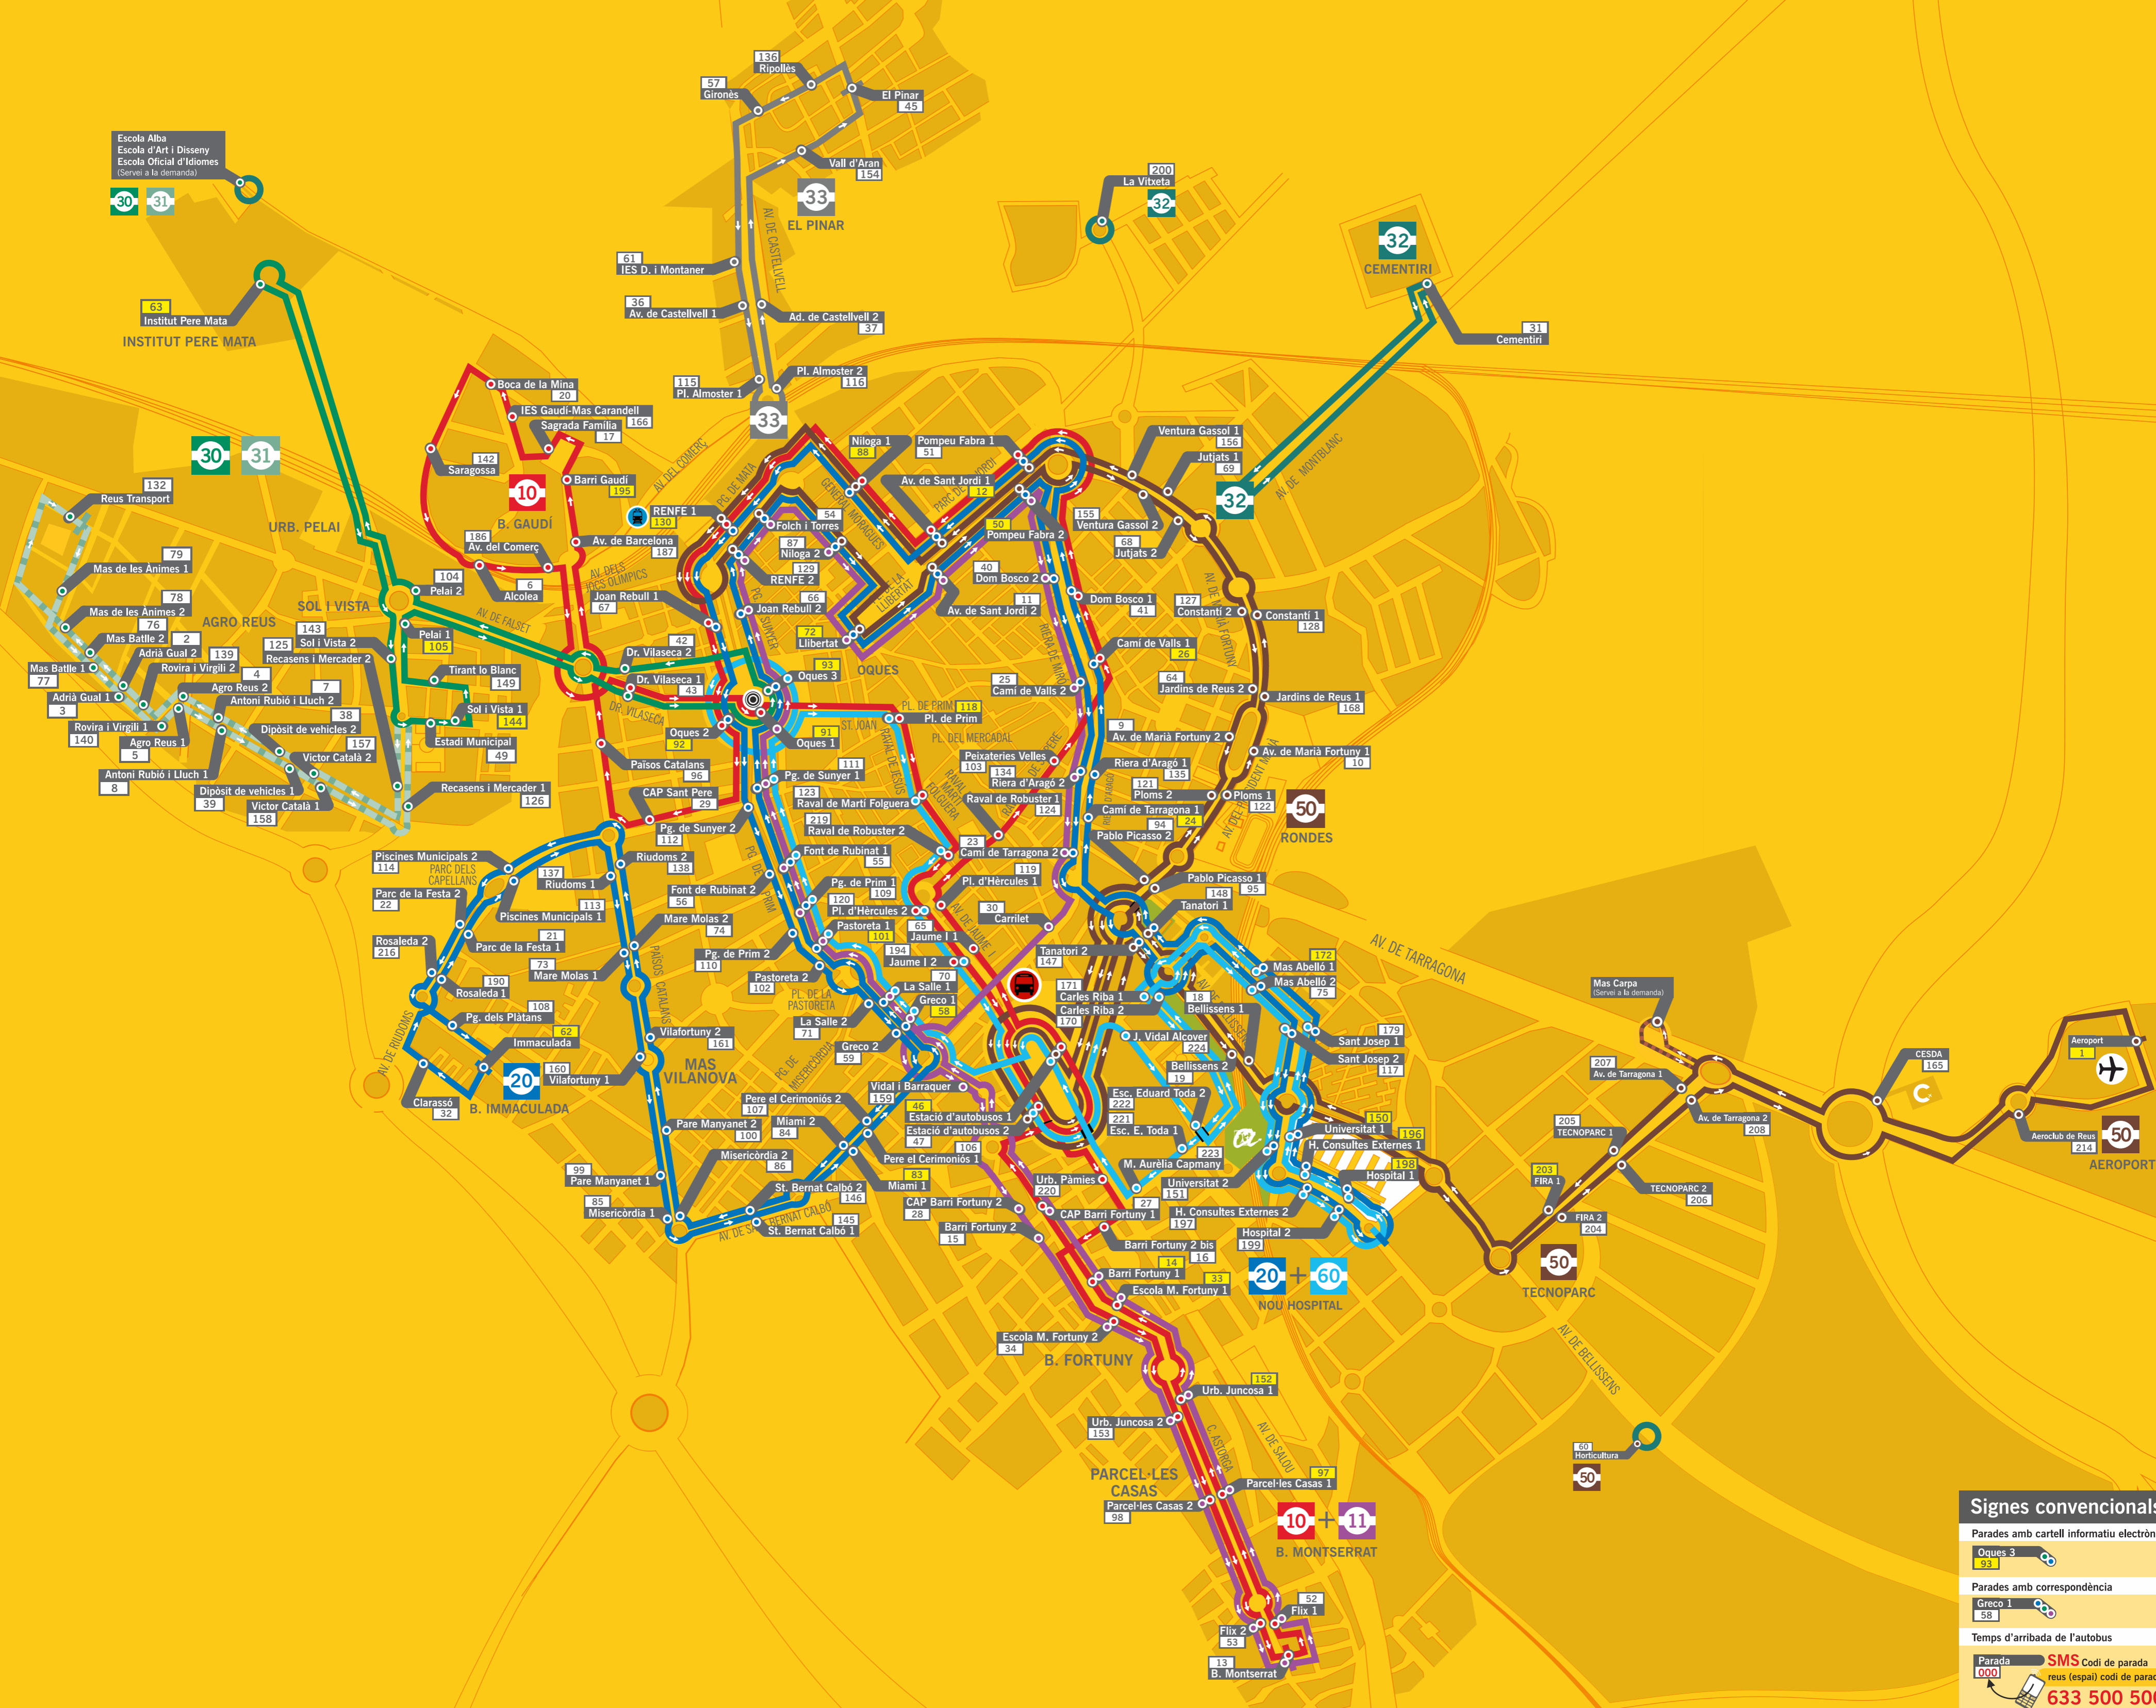 136
Ripollès
57
Gironès
El Pinar
45
Escola Alba
Escola d'Art i Disseny
Escola Oficial d'Idiomes
(Servei a la demanda)
30
31
Vall d'Aran
154
33
EL PINAR
AV. DE CASTELLVELL
200
La Vitxeta
32
32
CEMENTIRI
61
IES D. i Montaner
63
Institut Pere Mata
INSTITUT PERE MATA
36
Av. de Castellvell 1
Ad. de Castellvell 2
37
31
Cementiri
115
Pl. Almoster 1
Pl. Almoster 2
116
33
Boca de la Mina
20
IES Gaudí-Mas Carandell
166
Sagrada Família
17
142
Saragossa
10
B. GAUDÍ
Barri Gaudí
195
AV. DEL COMERÇ
PG. DE MATA
30
31
132
Reus Transport
URB. PELAI
186
Av. del Comerç
RENFE 1
130
Av. de Barcelona
187
6
Alcolea
AV. DELS
JOCS OLÍMPICS
Joan Rebull 1
67
Niloga 1
88
Pompeu Fabra 1
51
GENERAL MORAGUES
Av. de Sant Jordi 1
12
54
Folch i Torres
87
Niloga 2
129
RENFE 2
66
Joan Rebull 2
72
Llibertat
OQUES
50
Pompeu Fabra 2
40
Dom Bosco 2
11
Av. de Sant Jordi 2
Dom Bosco 1
41
Ventura Gassol 1
156
Jutjats 1
69
32
AV. DE MONTBLANC
155
Ventura Gassol 2
68
Jutjats 2
127
Constantí 2
Constantí 1
128
79
Mas de les Ànimes 1
78
Mas de les Ànimes 2
76
Mas Batlle 2
2
Adrià Gual 2
139
Rovira i Virgili 2
4
Agro Reus 2
7
Antoni Rubió i Lluch 2
38
Dipòsit de vehicles 2
157
Victor Català 2
Mas Batlle 1
77
Adrià Gual 1
3
Rovira i Virgili 1
140
Agro Reus 1
5
Antoni Rubió i Lluch 1
8
Dipòsit de vehicles 1
39
Victor Català 1
158
AGRO REUS
SOL I VISTA
104
Pelai 2
AV. DE FALSET
143
Sol i Vista 2
125
Recasens i Mercader 2
Pelai 1
105
Tirant lo Blanc
149
Sol i Vista 1
144
Estadi Municipal
49
Recasens i Mercader 1
126
42
Dr. Vilaseca 2
Dr. Vilaseca 1
43
DR. VILASECA
93
Oques 3
Oques 2
92
91
Oques 1
ST. JOAN
PL. DE PRIM
118
Pl. de Prim
PL. DEL MERCADAL
RAVAL DE JESÚS
Camí de Valls 1
26
25
Camí de Valls 2
RIERA DE MIRÓ
64
Jardins de Reus 2
Jardins de Reus 1
168
9
Av. de Marià Fortuny 2
Av. de Marià Fortuny 1
10
Països Catalans
96
CAP Sant Pere
29
Pg. de Sunyer 2
112
111
Pg. de Sunyer 1
123
Raval de Martí Folguera
219
Raval de Robuster 2
Peixateries Velles
103
134
Riera d'Aragó 2
Riera d'Aragó 1
135
Raval de Robuster 1
124
121
Ploms 2
Ploms 1
122
Camí de Tarragona 1
24
94
Pablo Picasso 2
50
RONDES
23
Camí de Tarragona 2
Piscines Municipals 2
114
PARC DELS
CAPELLANS
Parc de la Festa 2
22
137
Riudoms 1
Riudoms 2
138
Font de Rubinat 1
55
Font de Rubinat 2
56
PG. DE PRIM
Pg. de Prim 1
109
119
Pl. d'Hèrcules 1
120
Pl. d'Hèrcules 2
Pablo Picasso 1
95
148
Tanatori 1
113
Piscines Municipals 1
Mare Molas 2
74
Pastoreta 1
101
65
Jaume I 1
AV. DE JAUME I
30
Carrilet
Rosaleda 2
216
21
Parc de la Festa 1
73
Mare Molas 1
Pg. de Prim 2
110
194
Jaume I 2
Tanatori 2
147
172
Mas Abelló 1
Mas Abelló 2
75
AV. DE TARRAGONA
190
Rosaleda 1
Pastoreta 2
102
PL. DE LA
PASTORETA
70
La Salle 1
Greco 1
58
171
Carles Riba 1
Carles Riba 2
170
18
Bellissens 1
Mas Carpa
(Servei a la demanda)
108
Pg. dels Plàtans
62
Immaculada
PAÏSOS CATALANS
La Salle 2
71
Greco 2
59
J. Vidal Alcover
224
179
Sant Josep 1
Sant Josep 2
117
AV. DE RIUDOMS
160
Vilafortuny 1
Vilafortuny 2
161
MAS
VILANOVA
PG. DE
MISERICÒRDIA
Bellissens 2
19
207
Av. de Tarragona 1
Av. de Tarragona 2
208
CESDA
165
Aeroport
1
Clarassó
32
20
B. IMMACULADA
Pere el Cerimoniós 2
107
Vidal i Barraquer
159
46
Estació d'autobusos 1
Estació d'autobusos 2
47
Esc. Eduard Toda 2
222
221
Esc. E. Toda 1
150
Universitat 1
196
H. Consultes Externes 1
198
Hospital 1
205
TECNOPARC 1
Aeroclub de Reus
214
50
AEROPORT
Pare Manyanet 2
100
Miami 2
84
106
Pere el Cerimoniós 1
223
M. Aurèlia Capmany
99
Pare Manyanet 1
Misericòrdia 2
86
83
Miami 1
Urb. Pàmies
220
Universitat 2
151
203
FIRA 1
TECNOPARC 2
206
85
Misericòrdia 1
St. Bernat Calbó 2
146
145
St. Bernat Calbó 1
CAP Barri Fortuny 2
28
27
CAP Barri Fortuny 1
H. Consultes Externes 2
197
FIRA 2
204
Barri Fortuny 2
15
Barri Fortuny 2 bis
16
Hospital 2
199
14
Barri Fortuny 1
33
Escola M. Fortuny 1
20 + 60
NOU HOSPITAL
50
TECNOPARC
Escola M. Fortuny 2
34
B. FORTUNY
AV. DE BELLISSENS
152
Urb. Juncosa 1
Urb. Juncosa 2
153
C. ASTORGA
AV. DE SALOU
60
Horticultura
50
PARCEL·LES
CASAS
97
Parcel·les Casas 1
Parcel·les Casas 2
98
10 + 11
B. MONTSERRAT
52
Flix 1
Flix 2
53
13
B. Montserrat
Signes convencionals
Parades amb cartell informatiu electròn
Oques 3
93
Parades amb correspondència
Greco 1
58
Temps d'arribada de l'autobus
Parada
000
SMS Codi de parada
reus (espai) codi de parad
633 500 50